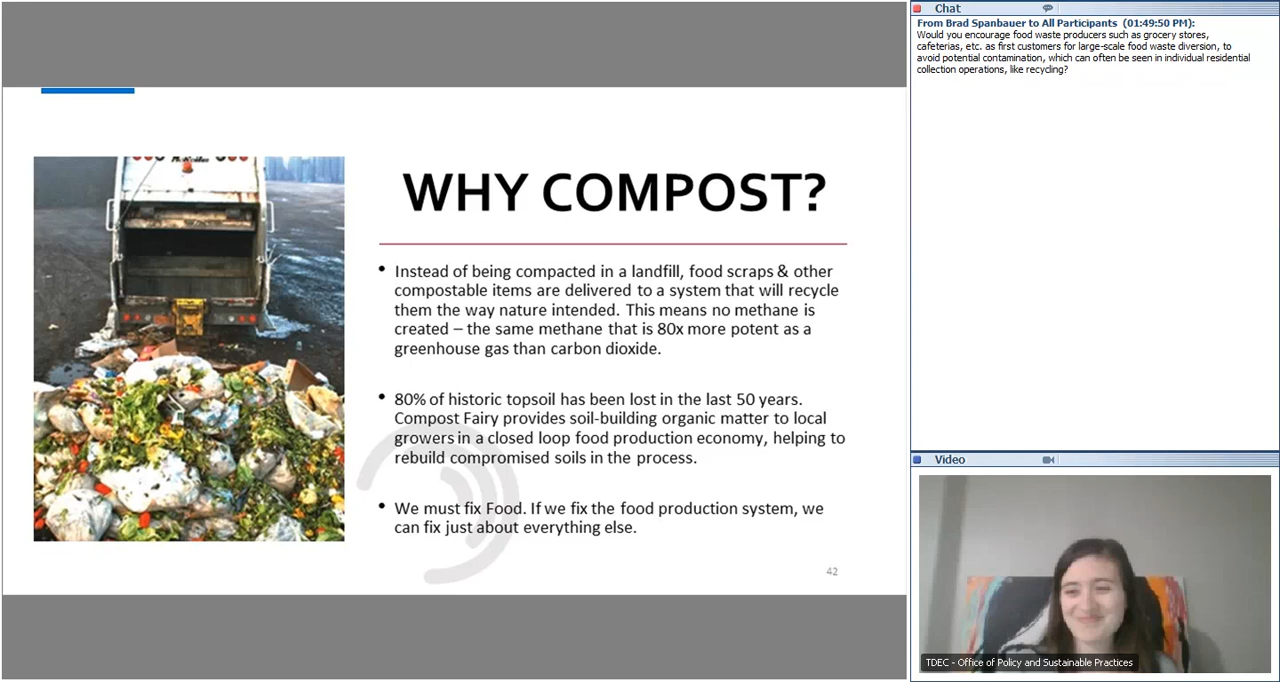 WHY COMPOST?
• Instead of being compacted in a landfill, food scraps & other
compostable items are delivered to a system that will recycle
them the way nature intended. This means no methane is
created – the same methane that is 80x more potent as a
greenhouse gas than carbon dioxide.
• 80% of historic topsoil has been lost in the last 50 years.
Compost Fairy provides soil-building organic matter to local
growers in a closed loop food production economy, helping to
rebuild compromised soils in the process.
• We must fix Food. If we fix the food production system, we
can fix just about everything else.
42
Chat
From Brad Spanbauer to All Participants (01:49:50 PM):
Would you encourage food waste producers such as grocery stores,
cafeterias, etc. as first customers for large-scale food waste diversion, to
avoid potential contamination, which can often be seen in individual residential
collection operations, like recycling?
Video
TDEC - Office of Policy and Sustainable Practices